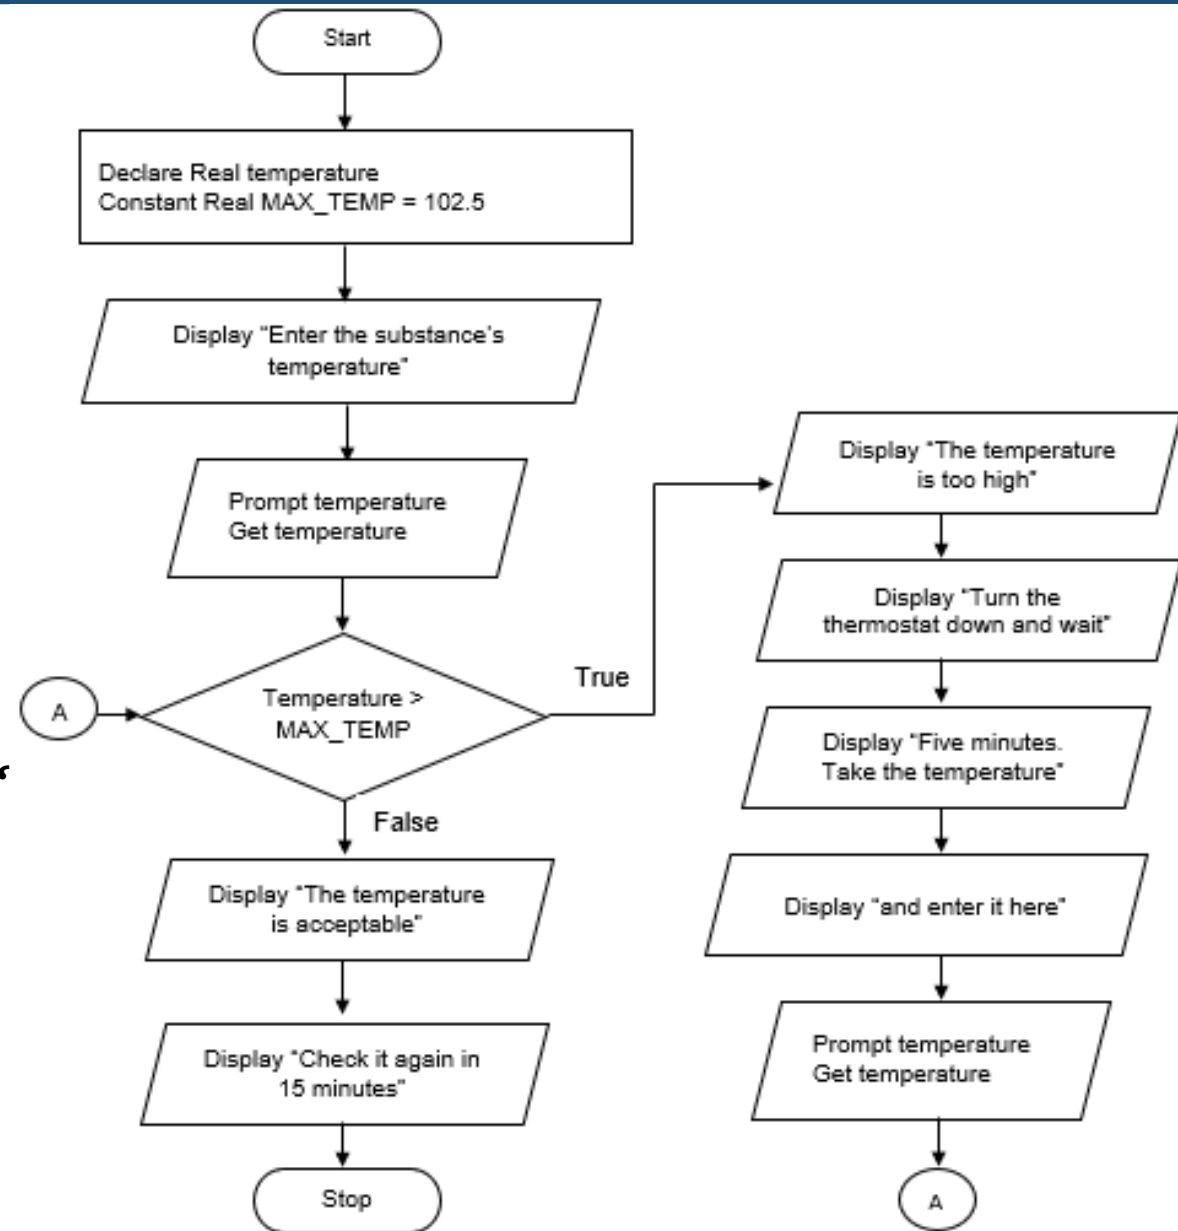 Start
Declare Real temperature
Constant Real MAX_TEMP = 102.5
Display "Enter the substance's
temperature"
Prompt temperature
Get temperature
A
Temperature >
MAX_TEMP
True
False
Display "The temperature
is acceptable"
Display "Check it again in
15 minutes"
Stop
Display "The temperature
is too high"
Display "Turn the
thermostat down and wait"
Display "Five minutes.
Take the temperature"
Display "and enter it here"
Prompt temperature
Get temperature
A